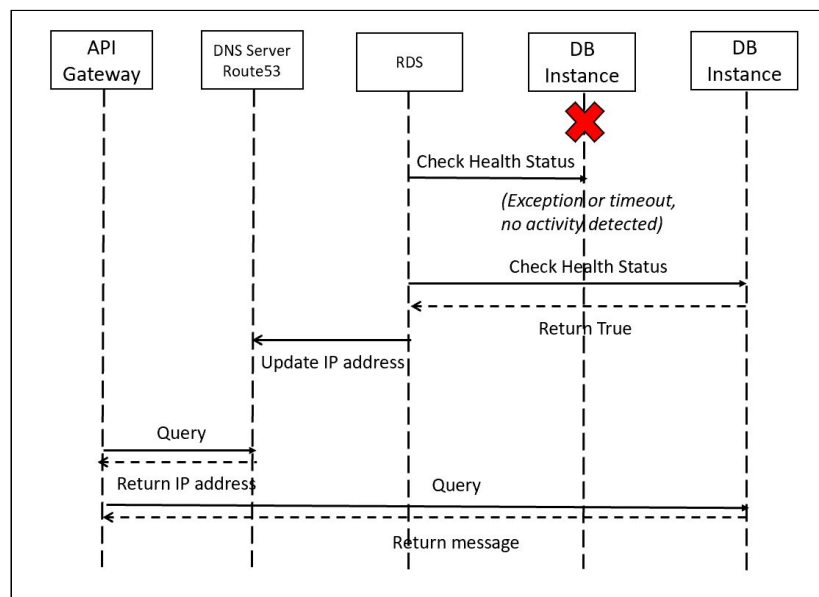 API
Gateway
DNS Server
Route53
RDS
DB
Instance
DB
Instance
Check Health Status
(Exception or timeout,
no activity detected)
Check Health Status
Return True
Update IP address
Query
Return IP address
Query
Return message